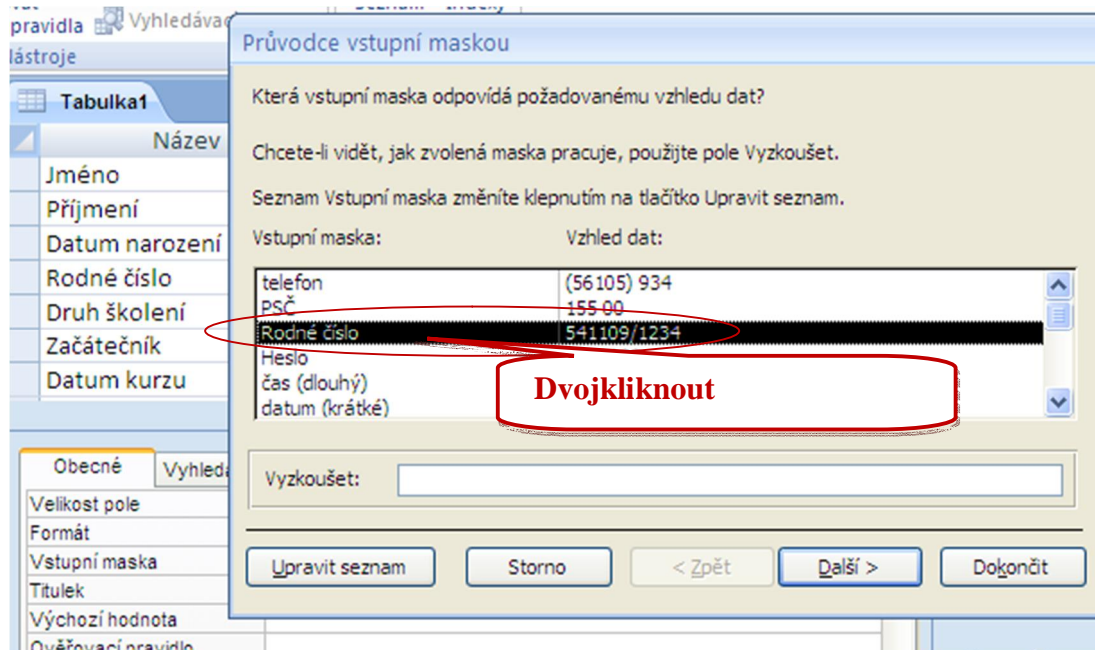 pravidla Vyhledávac
Nástroje
Tabulka1
Název
Jméno
Příjmení
Datum narození
Rodné číslo
Druh školení
Začátečník
Datum kurzu
Obecné Vyhledá
Velikost pole
Formát
Vstupní maska
Titulek
Výchozí hodnota
Ověřovací pravidlo
Průvodce vstupní maskou
Která vstupní maska odpovídá požadovanému vzhledu dat?
Chcete-li vidět, jak zvolená maska pracuje, použijte pole Vyzkoušet.
Seznam Vstupní maska změníte klepnutím na tlačítko Upravit seznam.
Vstupní maska: Vzhled dat:
telefon (56105) 934
PSČ 155 00
Rodné číslo 541109/1234
Heslo
čas (dlouhý)
datum (krátké)
Dvojkliknout
Vyzkoušet:
Upravit seznam Storno < Zpět Další > Dokončit